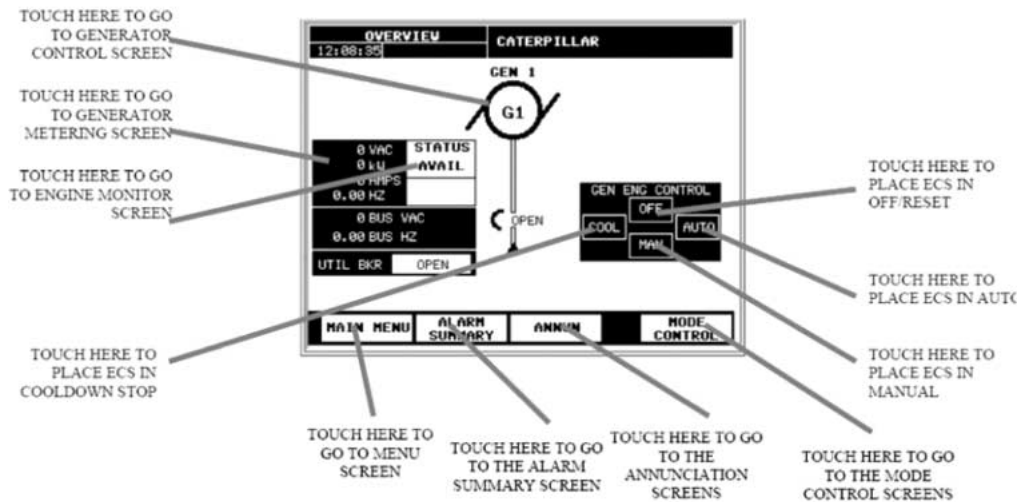 TOUCH HERE TO GO
TO GENERATOR
CONTROL SCREEN
TOUCH HERE TO GO
TO GENERATOR
METERING SCREEN
TOUCH HERE TO GO
TO ENGINE MONITOR
SCREEN
TOUCH HERE TO
PLACE ECS IN
COOLDOWN STOP
OVERVIEW
12:08:35
CATERPILLAR
GEN 1
G1
0 VAC
0 kW
0 AMPS
0.00 HZ
STATUS
AVAIL
0 BUS VAC
0.00 BUS HZ
UTIL BKR OPEN
OPEN
GEN ENG CONTROL
OFF
COOL
AUTO
MAN
MAIN MENU
ALARM
SUMMARY
ANNUN
MODE
CONTROL
TOUCH HERE TO
PLACE ECS IN
OFF/RESET
TOUCH HERE TO
PLACE ECS IN AUTO
TOUCH HERE TO
PLACE ECS IN
MANUAL
TOUCH HERE TO
GO TO MENU
SCREEN
TOUCH HERE TO GO
TO THE ALARM
SUMMARY SCREEN
TOUCH HERE TO GO
TO THE
ANNUNCIATION
SCREENS
TOUCH HERE TO GO
TO THE MODE
CONTROL SCREENS